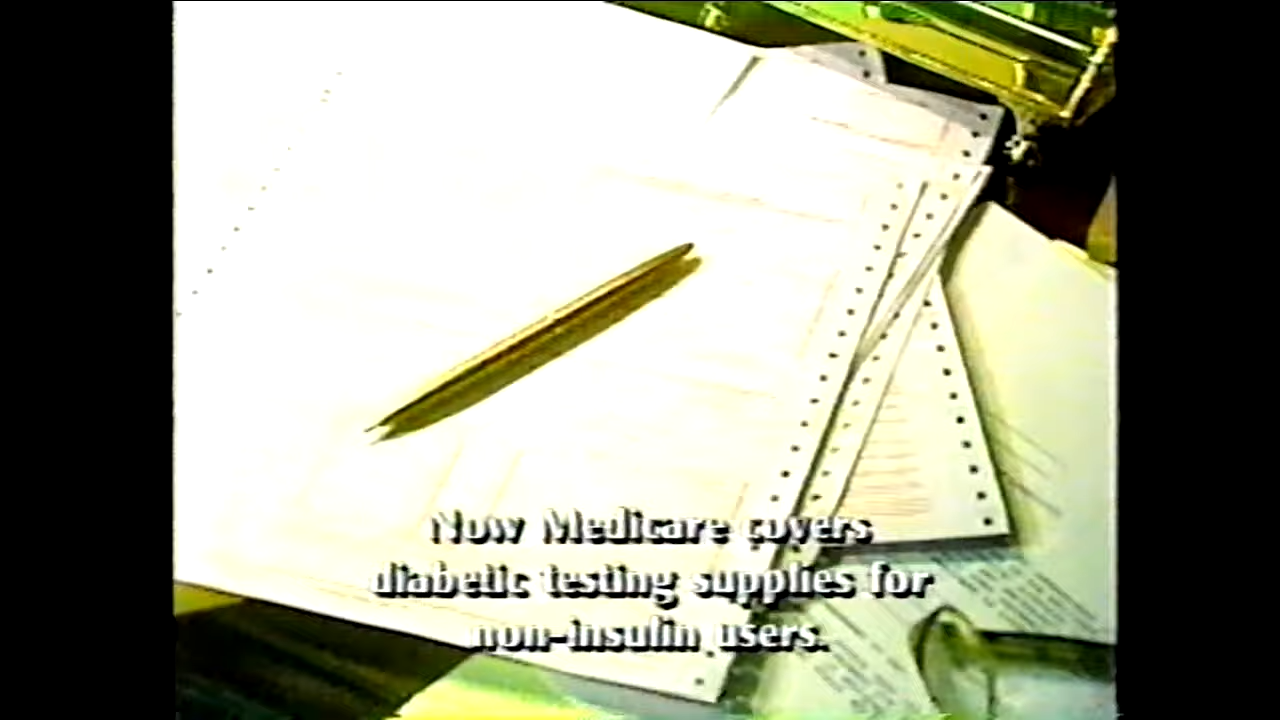 Now Medicare covers
diabetic testing supplies for
non-insulin users.